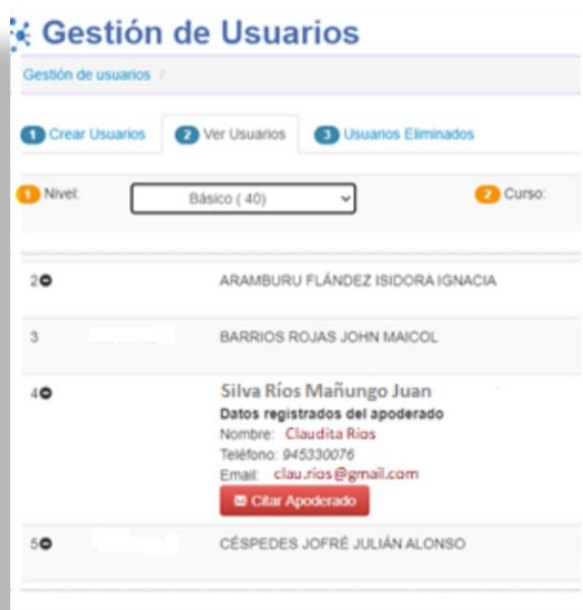 Gestión de Usuarios
Gestión de usuarios /
1 Crear Usuarios 2 Ver Usuarios 3 Usuarios Eliminados
1 Nivel: Básico ( 40) 2 Curso:
2 ARAMBURU FLÁNDEZ ISIDORA IGNACIA
3 BARRIOS ROJAS JOHN MAICOL
4 Silva Ríos Mañungo Juan
Datos registrados del apoderado
Nombre: Claudita Rios
Teléfono: 945330076
Email: clau.rios@gmail.com
Citar Apoderado
5 CÉSPEDES JOFRÉ JULIÁN ALONSO